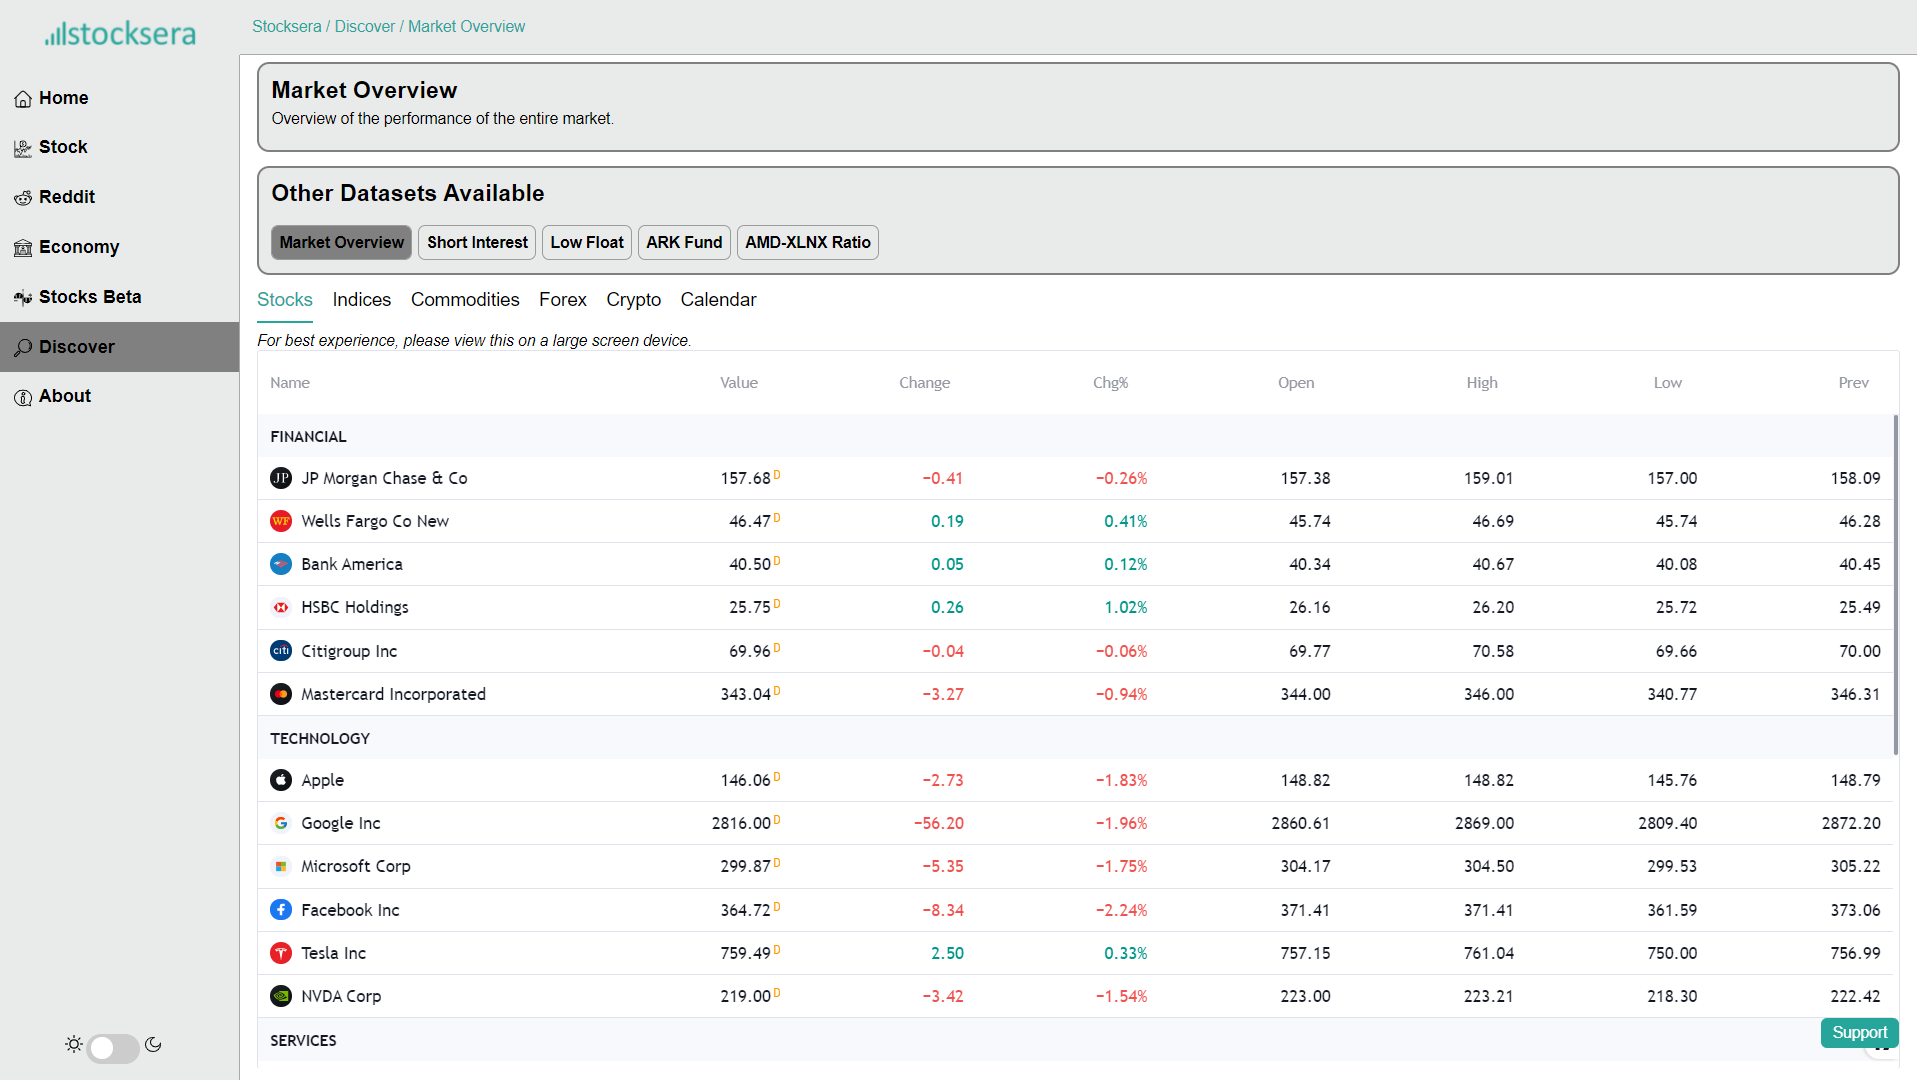 stocksera
Stocksera / Discover / Market Overview
Home
Stock
Reddit
Economy
Stocks Beta
Discover
About
Market Overview
Overview of the performance of the entire market.
Other Datasets Available
Market Overview Short Interest Low Float ARK Fund AMD-XLNX Ratio
Stocks Indices Commodities Forex Crypto Calendar
For best experience, please view this on a large screen device.
Name Value Change Chg% Open High Low Prev
FINANCIAL
JP JP Morgan Chase & Co 157.68 D −0.41 −0.26% 157.38 159.01 157.00 158.09
WF Wells Fargo Co New 46.47 D 0.19 0.41% 45.74 46.69 45.74 46.28
Bank America 40.50 D 0.05 0.12% 40.34 40.67 40.08 40.45
HSBC Holdings 25.75 D 0.26 1.02% 26.16 26.20 25.72 25.49
citi Citigroup Inc 69.96 D −0.04 −0.06% 69.77 70.58 69.66 70.00
Mastercard Incorporated 343.04 D −3.27 −0.94% 344.00 346.00 340.77 346.31
TECHNOLOGY
Apple 146.06 D −2.73 −1.83% 148.82 148.82 145.76 148.79
Google Inc 2816.00 D −56.20 −1.96% 2860.61 2869.00 2809.40 2872.20
Microsoft Corp 299.87 D −5.35 −1.75% 304.17 304.50 299.53 305.22
Facebook Inc 364.72 D −8.34 −2.24% 371.41 371.41 361.59 373.06
Tesla Inc 759.49 D 2.50 0.33% 757.15 761.04 750.00 756.99
NVDA Corp 219.00 D −3.42 −1.54% 223.00 223.21 218.30 222.42
SERVICES
Support